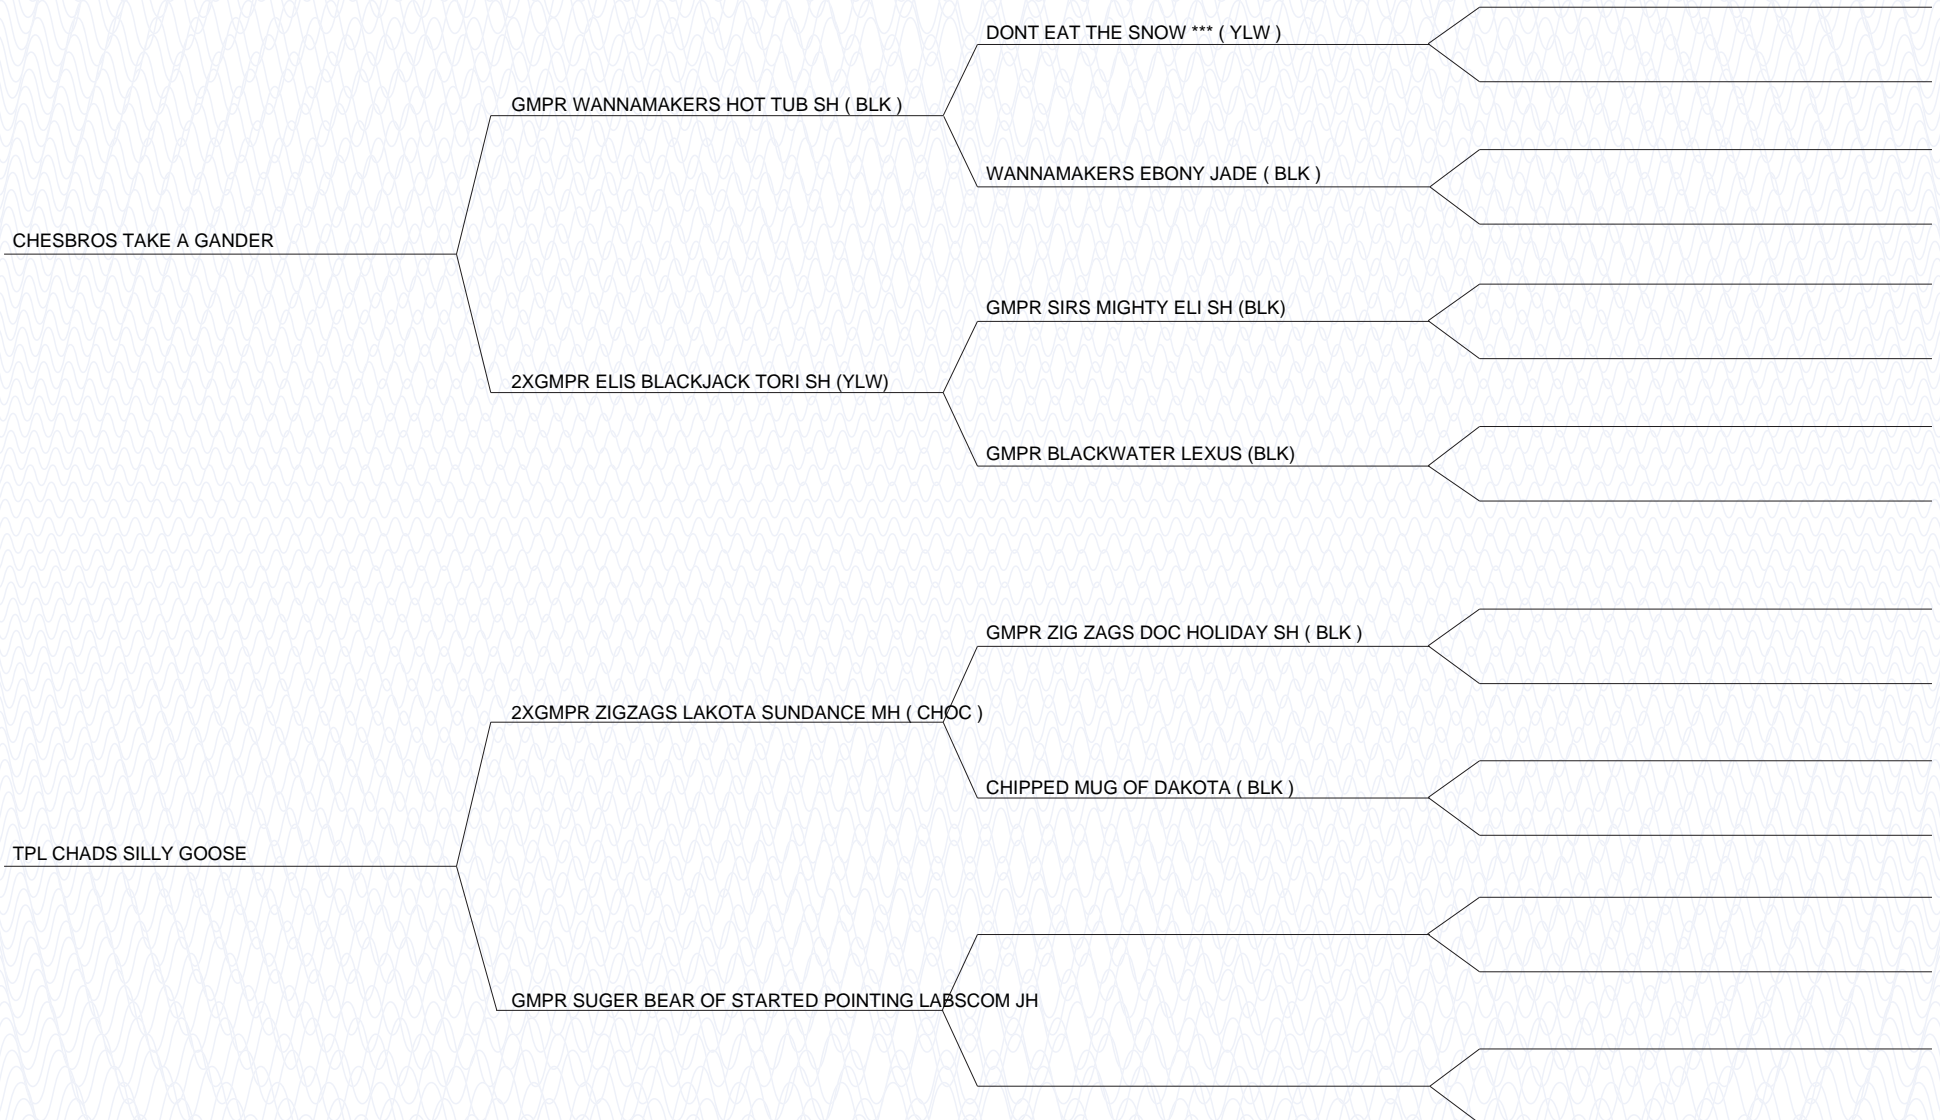 DONT EAT THE SNOW *** ( YLW )
GMPR WANNAMAKERS HOT TUB SH ( BLK )
WANNAMAKERS EBONY JADE ( BLK )
CHESBROS TAKE A GANDER
GMPR SIRS MIGHTY ELI SH (BLK)
2XGMPR ELIS BLACKJACK TORI SH (YLW)
GMPR BLACKWATER LEXUS (BLK)
GMPR ZIG ZAGS DOC HOLIDAY SH ( BLK )
2XGMPR ZIGZAGS LAKOTA SUNDANCE MH ( CHOC )
CHIPPED MUG OF DAKOTA ( BLK )
TPL CHADS SILLY GOOSE
GMPR SUGER BEAR OF STARTED POINTING LABSCOM JH